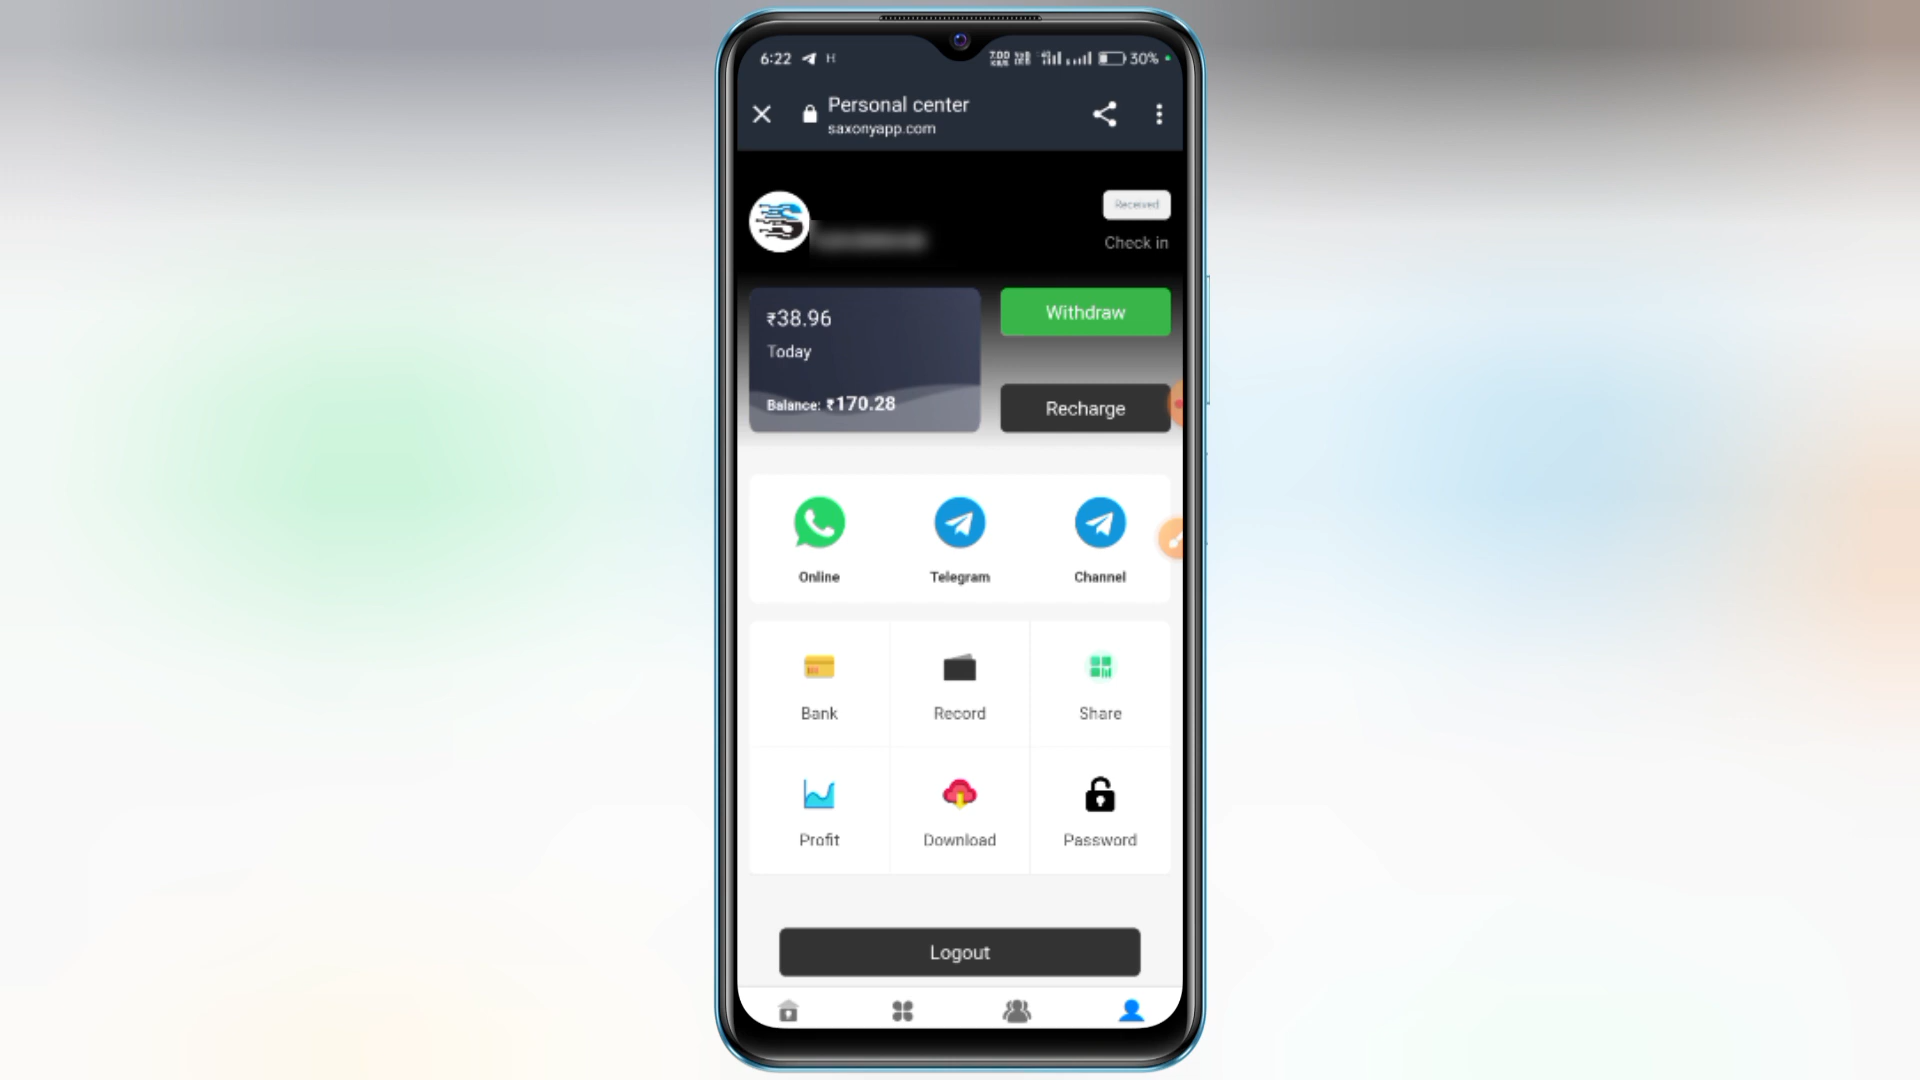 6:22
H
30%
Personal center
saxonyapp.com
Received
Check in
₹38.96
Today
Balance: ₹170.28
Withdraw
Recharge
Online
Telegram
Channel
Bank
Record
Share
Profit
Download
Password
Logout